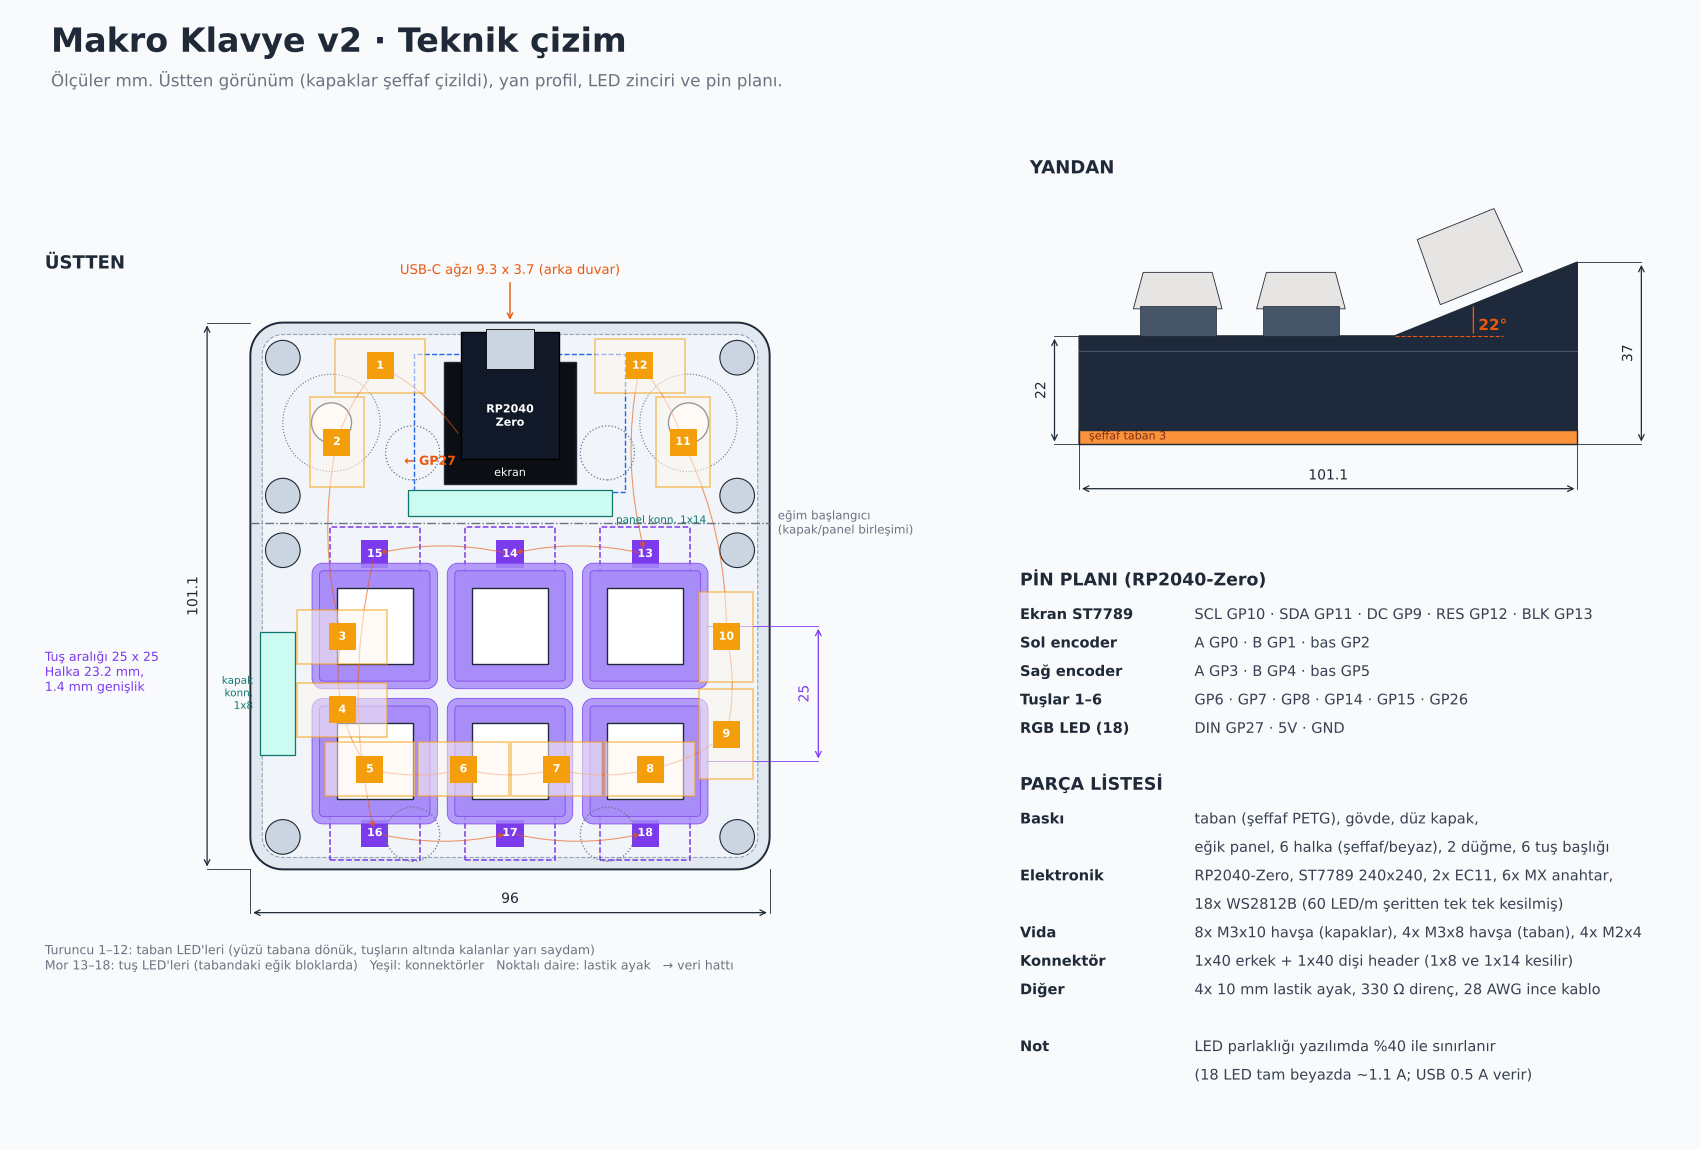 Makro Klavye v2 · Teknik çizim
Ölçüler mm. Üstten görünüm (kapaklar şeffaf çizildi), yan profil, LED zinciri ve pin planı.
ÜSTTEN
USB-C ağzı 9.3 x 3.7 (arka duvar)
1
12
RP2040
Zero
2
11
← GP27
ekran
panel konn. 1x14
eğim başlangıcı
(kapak/panel birleşimi)
15
14
13
101.1
3
10
Tuş aralığı 25 x 25
Halka 23.2 mm,
1.4 mm genişlik
kapak
konn.
1x8
25
4
9
5
6
7
8
16
17
18
96
Turuncu 1–12: taban LED'leri (yüzü tabana dönük, tuşların altında kalanlar yarı saydam)
Mor 13–18: tuş LED'leri (tabandaki eğik bloklarda) Yeşil: konnektörler Noktalı daire: lastik ayak → veri hattı
YANDAN
22°
37
22
şeffaf taban 3
101.1
PİN PLANI (RP2040-Zero)
Ekran ST7789 SCL GP10 · SDA GP11 · DC GP9 · RES GP12 · BLK GP13
Sol encoder A GP0 · B GP1 · bas GP2
Sağ encoder A GP3 · B GP4 · bas GP5
Tuşlar 1–6 GP6 · GP7 · GP8 · GP14 · GP15 · GP26
RGB LED (18) DIN GP27 · 5V · GND
PARÇA LİSTESİ
Baskı taban (şeffaf PETG), gövde, düz kapak,
eğik panel, 6 halka (şeffaf/beyaz), 2 düğme, 6 tuş başlığı
Elektronik RP2040-Zero, ST7789 240x240, 2x EC11, 6x MX anahtar,
18x WS2812B (60 LED/m şeritten tek tek kesilmiş)
Vida 8x M3x10 havşa (kapaklar), 4x M3x8 havşa (taban), 4x M2x4
Konnektör 1x40 erkek + 1x40 dişi header (1x8 ve 1x14 kesilir)
Diğer 4x 10 mm lastik ayak, 330 Ω direnç, 28 AWG ince kablo
Not LED parlaklığı yazılımda %40 ile sınırlanır
(18 LED tam beyazda ~1.1 A; USB 0.5 A verir)